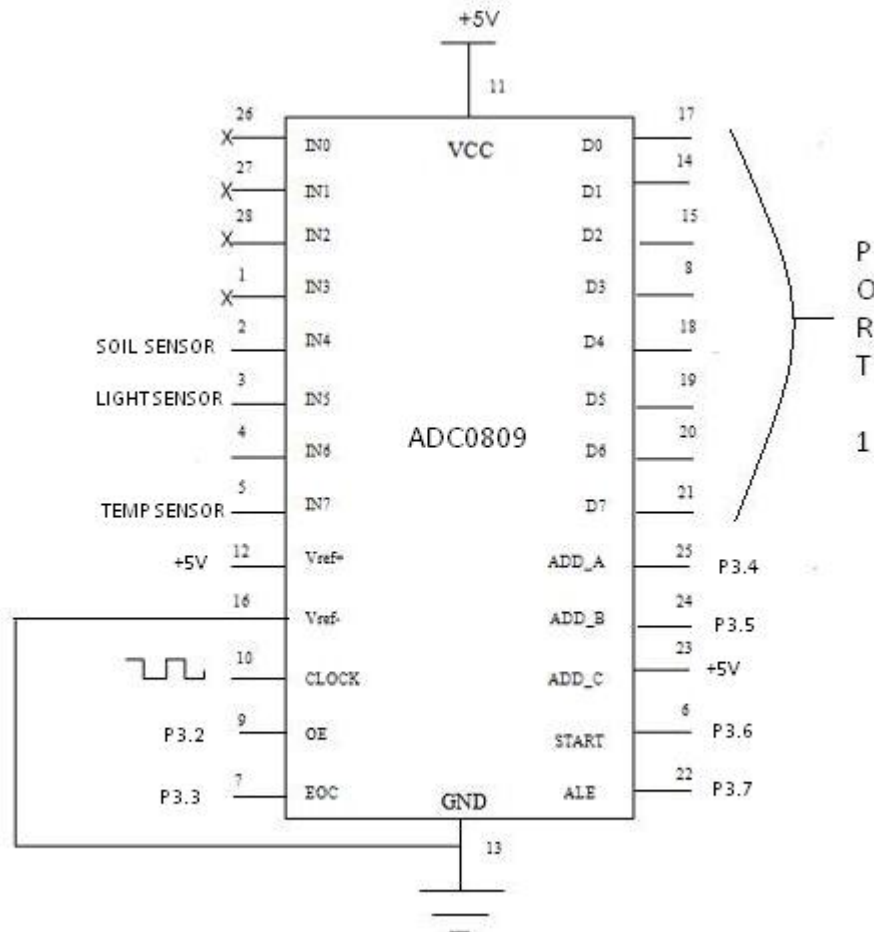 +5V
11
26
IN0
VCC
D0
17
27
IN1
D1
14
28
IN2
D2
15
1
IN3
D3
8
2
SOIL SENSOR
IN4
D4
18
3
LIGHT SENSOR
IN5
D5
19
ADC0809
4
IN6
D6
20
5
TEMP SENSOR
IN7
D7
21
PORT 1
+5V
12
Vref+
ADD_A
25
P3.4
16
Vref-
ADD_B
24
P3.5
10
CLOCK
ADD_C
23
+5V
P3.2
9
OE
START
6
P3.6
P3.3
7
EOC
GND
ALE
22
P3.7
13